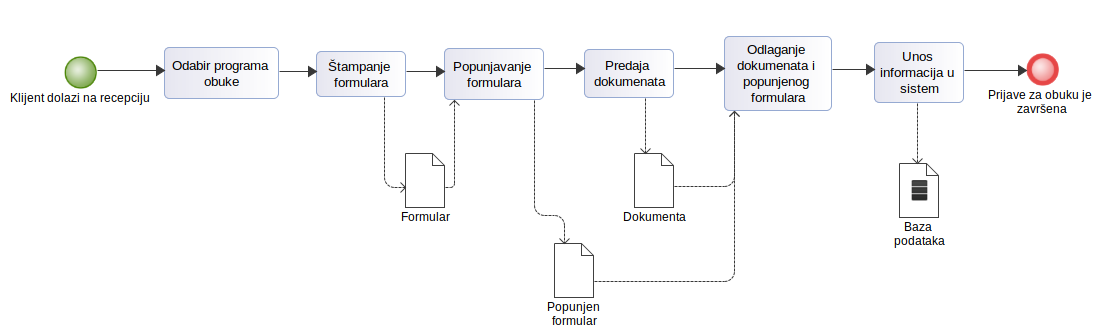 Klijent dolazi na recepciju
Odabir programa
obuke
Štampanje
formulara
Popunjavanje
formulara
Predaja
dokumenata
Odlaganje
dokumenata i
popunjenog
formulara
Unos
informacija u
sistem
Prijave za obuku je
završena
Formular
Dokumenta
Popunjen
formular
Baza
podataka